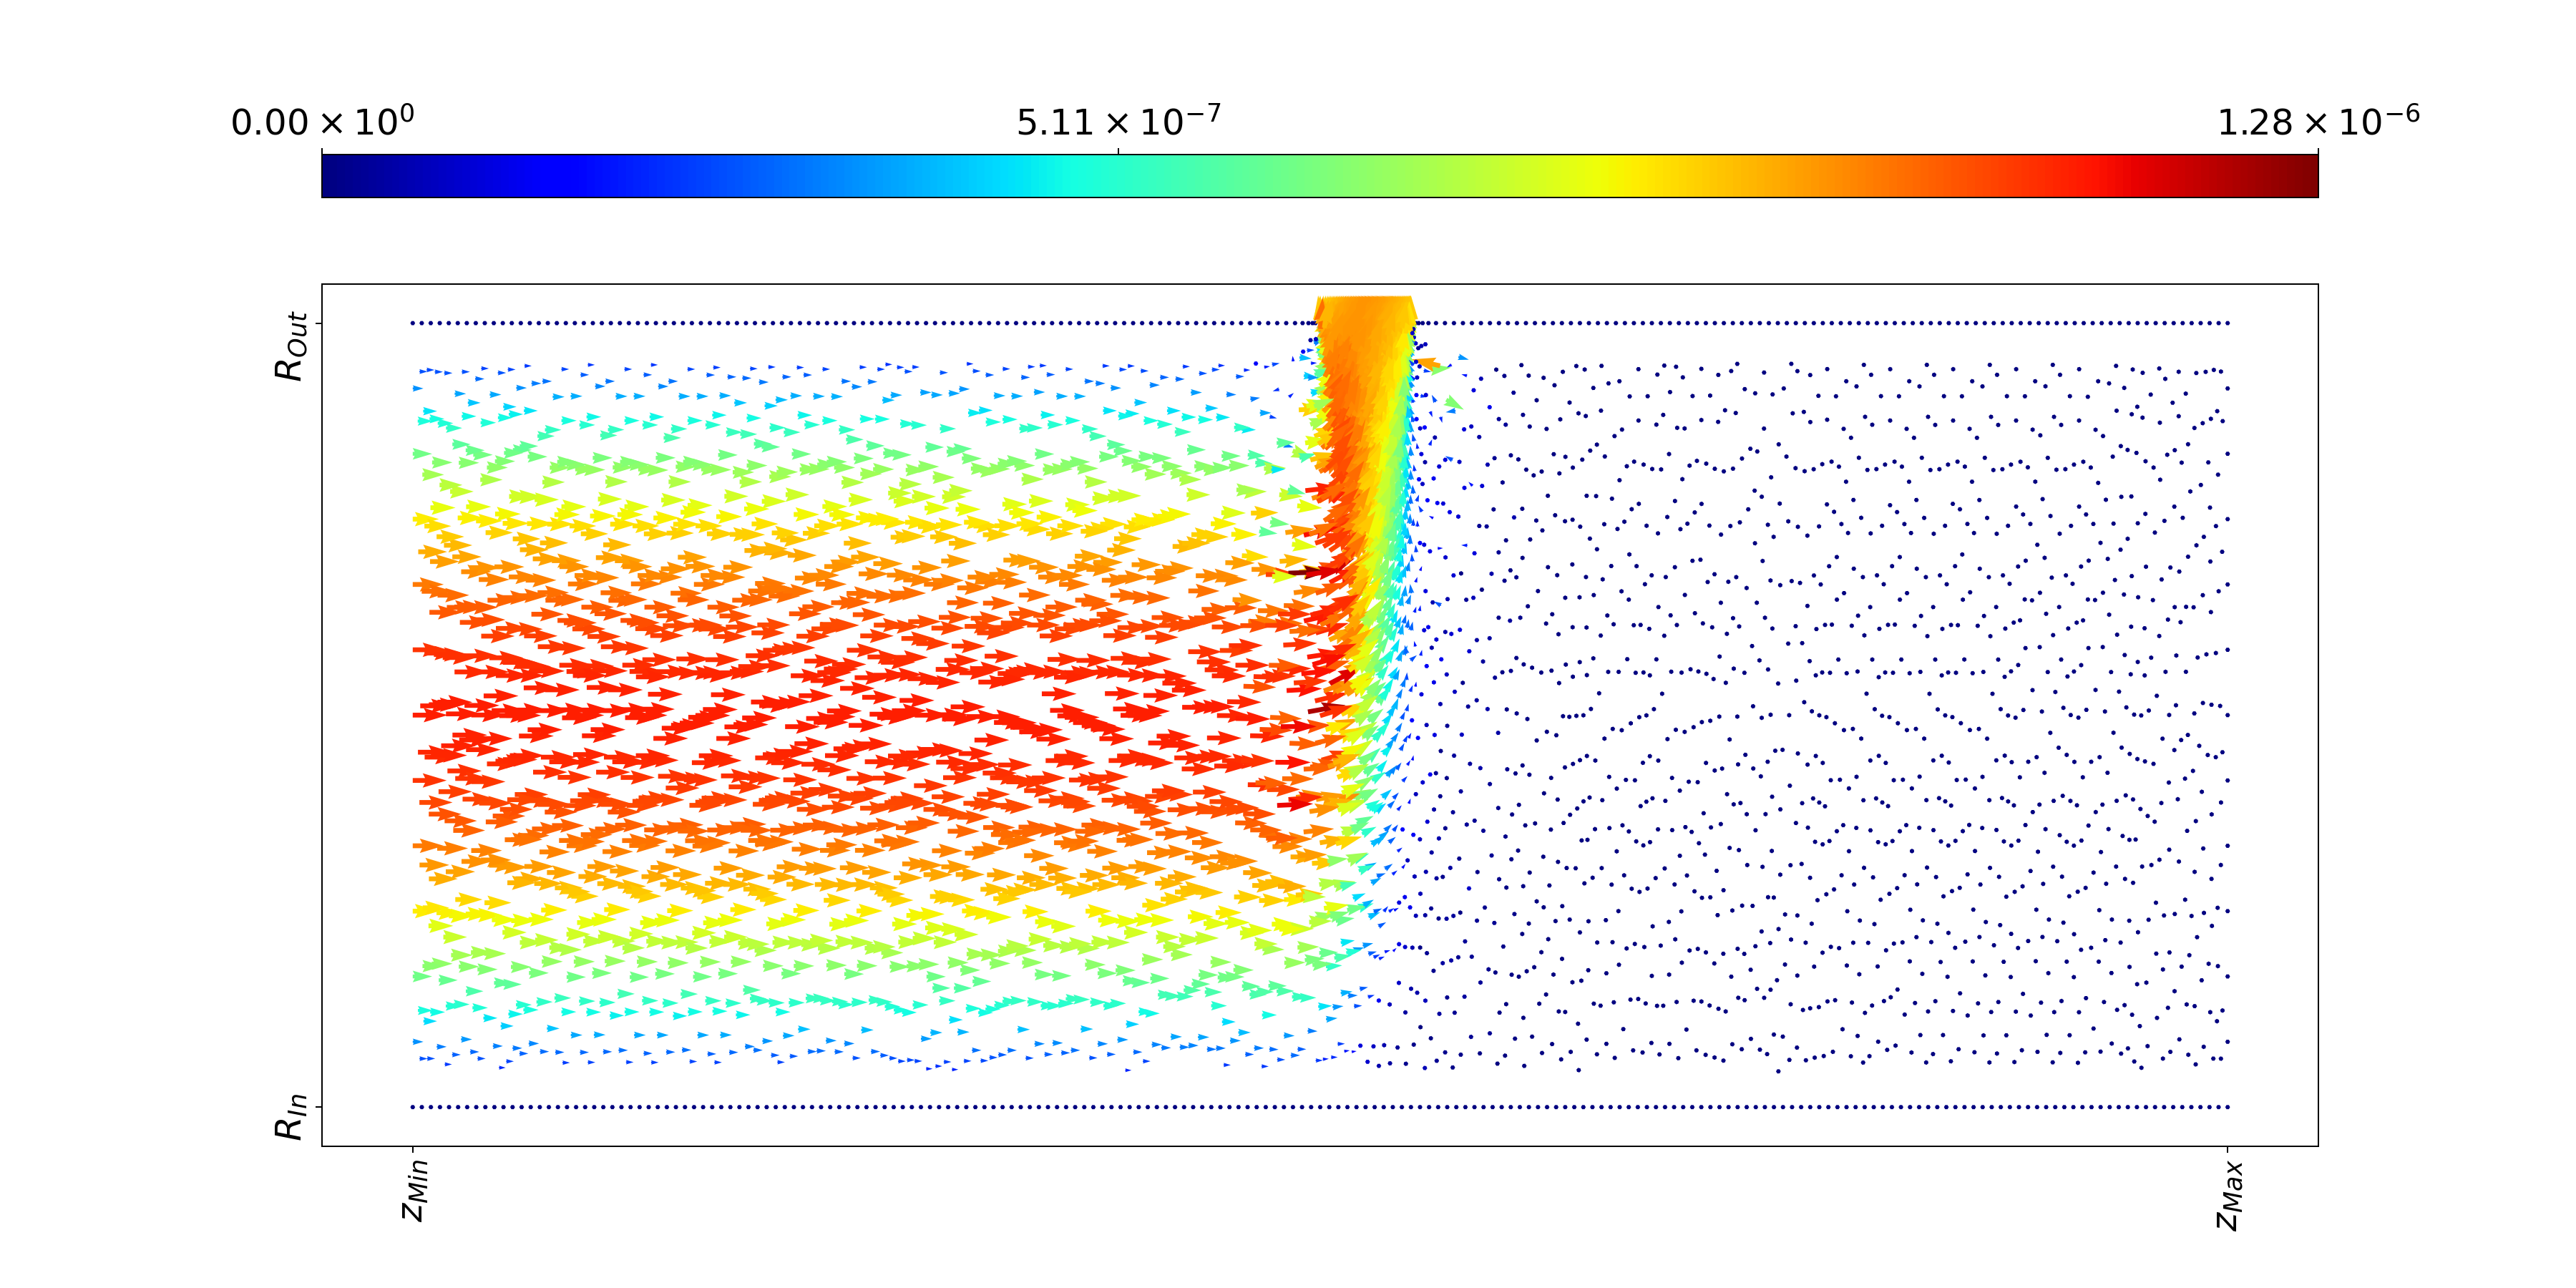 0.00 × 10⁰ 5.11 × 10⁻⁷ 1.28 × 10⁻⁶
R_Out
R_In
z_Min z_Max